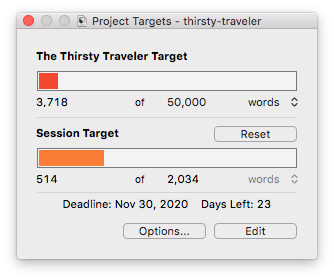 Project Targets - thirsty-traveler
The Thirsty Traveler Target
3,718 of 50,000 words
Session Target Reset
514 of 2,034 words
Deadline: Nov 30, 2020 Days Left: 23
Options... Edit